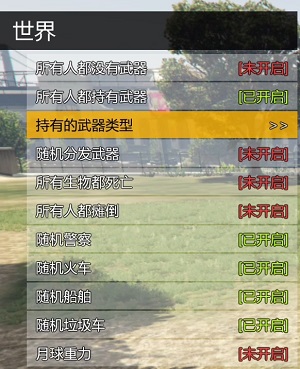 世界
所有人都没有武器 [未开启]
所有人都持有武器 [已开启]
持有的武器类型 >>
随机分发武器 [未开启]
所有生物都死亡 [未开启]
所有人都瘫倒 [未开启]
随机警察 [已开启]
随机火车 [已开启]
随机船舶 [已开启]
随机垃圾车 [已开启]
月球重力 [未开启]